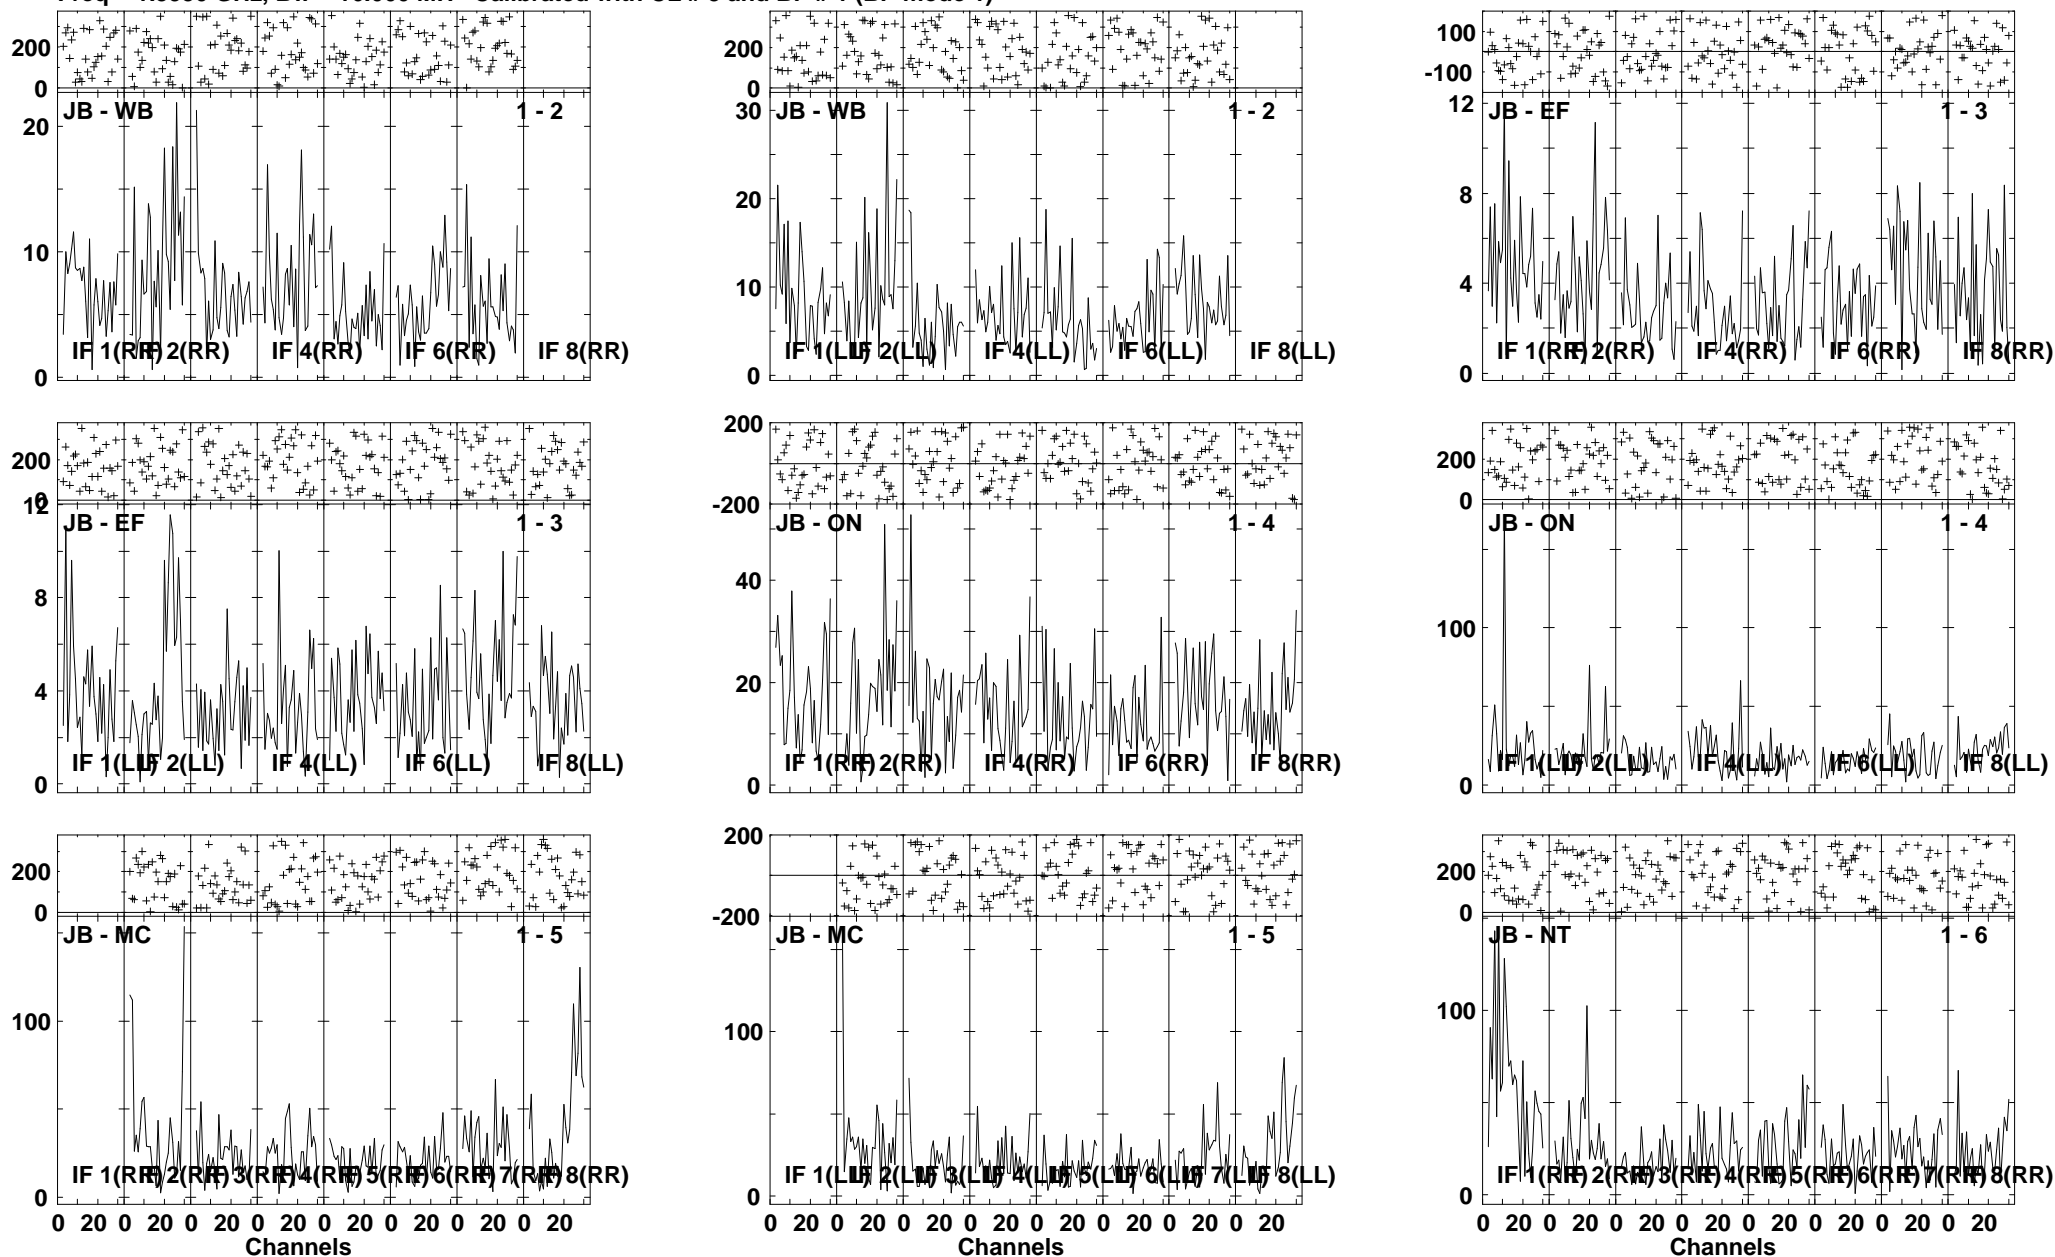 200 200 100
0 0 -100
JB - WB 1 - 2 JB - WB 1 - 2 JB - EF 1 - 3
20 30 12
10 20 8
0 10 4
0 0
IF 1(RR) IF 2(RR) IF 4(RR) IF 6(RR) IF 8(RR)
IF 1(LL) IF 2(LL) IF 4(LL) IF 6(LL) IF 8(LL)
IF 1(RR) IF 2(RR) IF 4(RR) IF 6(RR) IF 8(RR)
200 200 200
0 -200 0
JB - EF 1 - 3 JB - ON 1 - 4 JB - ON 1 - 4
12 40 100
8 20 0
4 0
0
IF 1(LL) IF 2(LL) IF 4(LL) IF 6(LL) IF 8(LL)
IF 1(RR) IF 2(RR) IF 4(RR) IF 6(RR) IF 8(RR)
IF 1(LL) IF 2(LL) IF 4(LL) IF 6(LL) IF 8(LL)
200 200 200
0 -200 0
JB - MC 1 - 5 JB - MC 1 - 5 JB - NT 1 - 6
100 100 100
0 0 0
IF 1(RR) IF 2(RR) IF 3(RR) IF 4(RR) IF 5(RR) IF 6(RR) IF 7(RR) IF 8(RR)
IF 1(LL) IF 2(LL) IF 3(LL) IF 4(LL) IF 5(LL) IF 6(LL) IF 7(LL) IF 8(LL)
IF 1(RR) IF 2(RR) IF 3(RR) IF 4(RR) IF 5(RR) IF 6(RR) IF 7(RR) IF 8(RR)
0 20 0 20 0 20 0 20 0 20 0 20 0 20 0 20
0 20 0 20 0 20 0 20 0 20 0 20 0 20 0 20
0 20 0 20 0 20 0 20 0 20 0 20 0 20 0 20
Channels Channels Channels